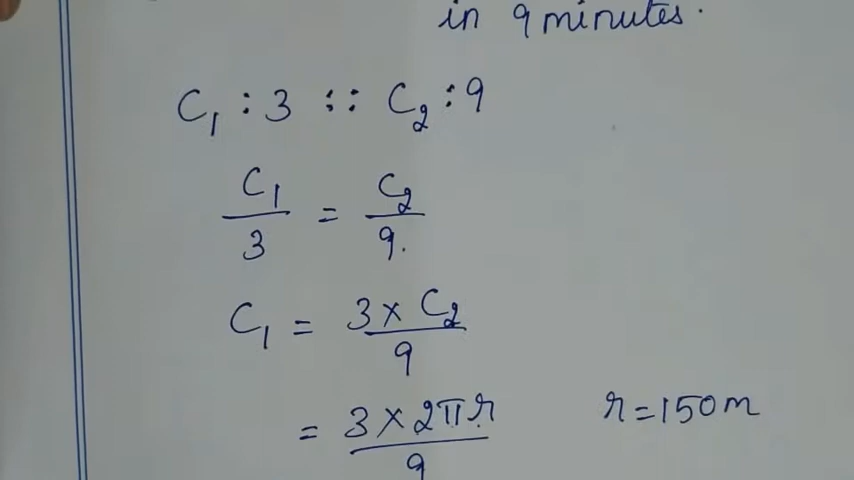 in 9 minutes.
C₁ : 3 :: C₂ : 9
C₁/3 = C₂/9.
C₁ = 3 × C₂/9
= 3 × 2πr/9
r = 150m